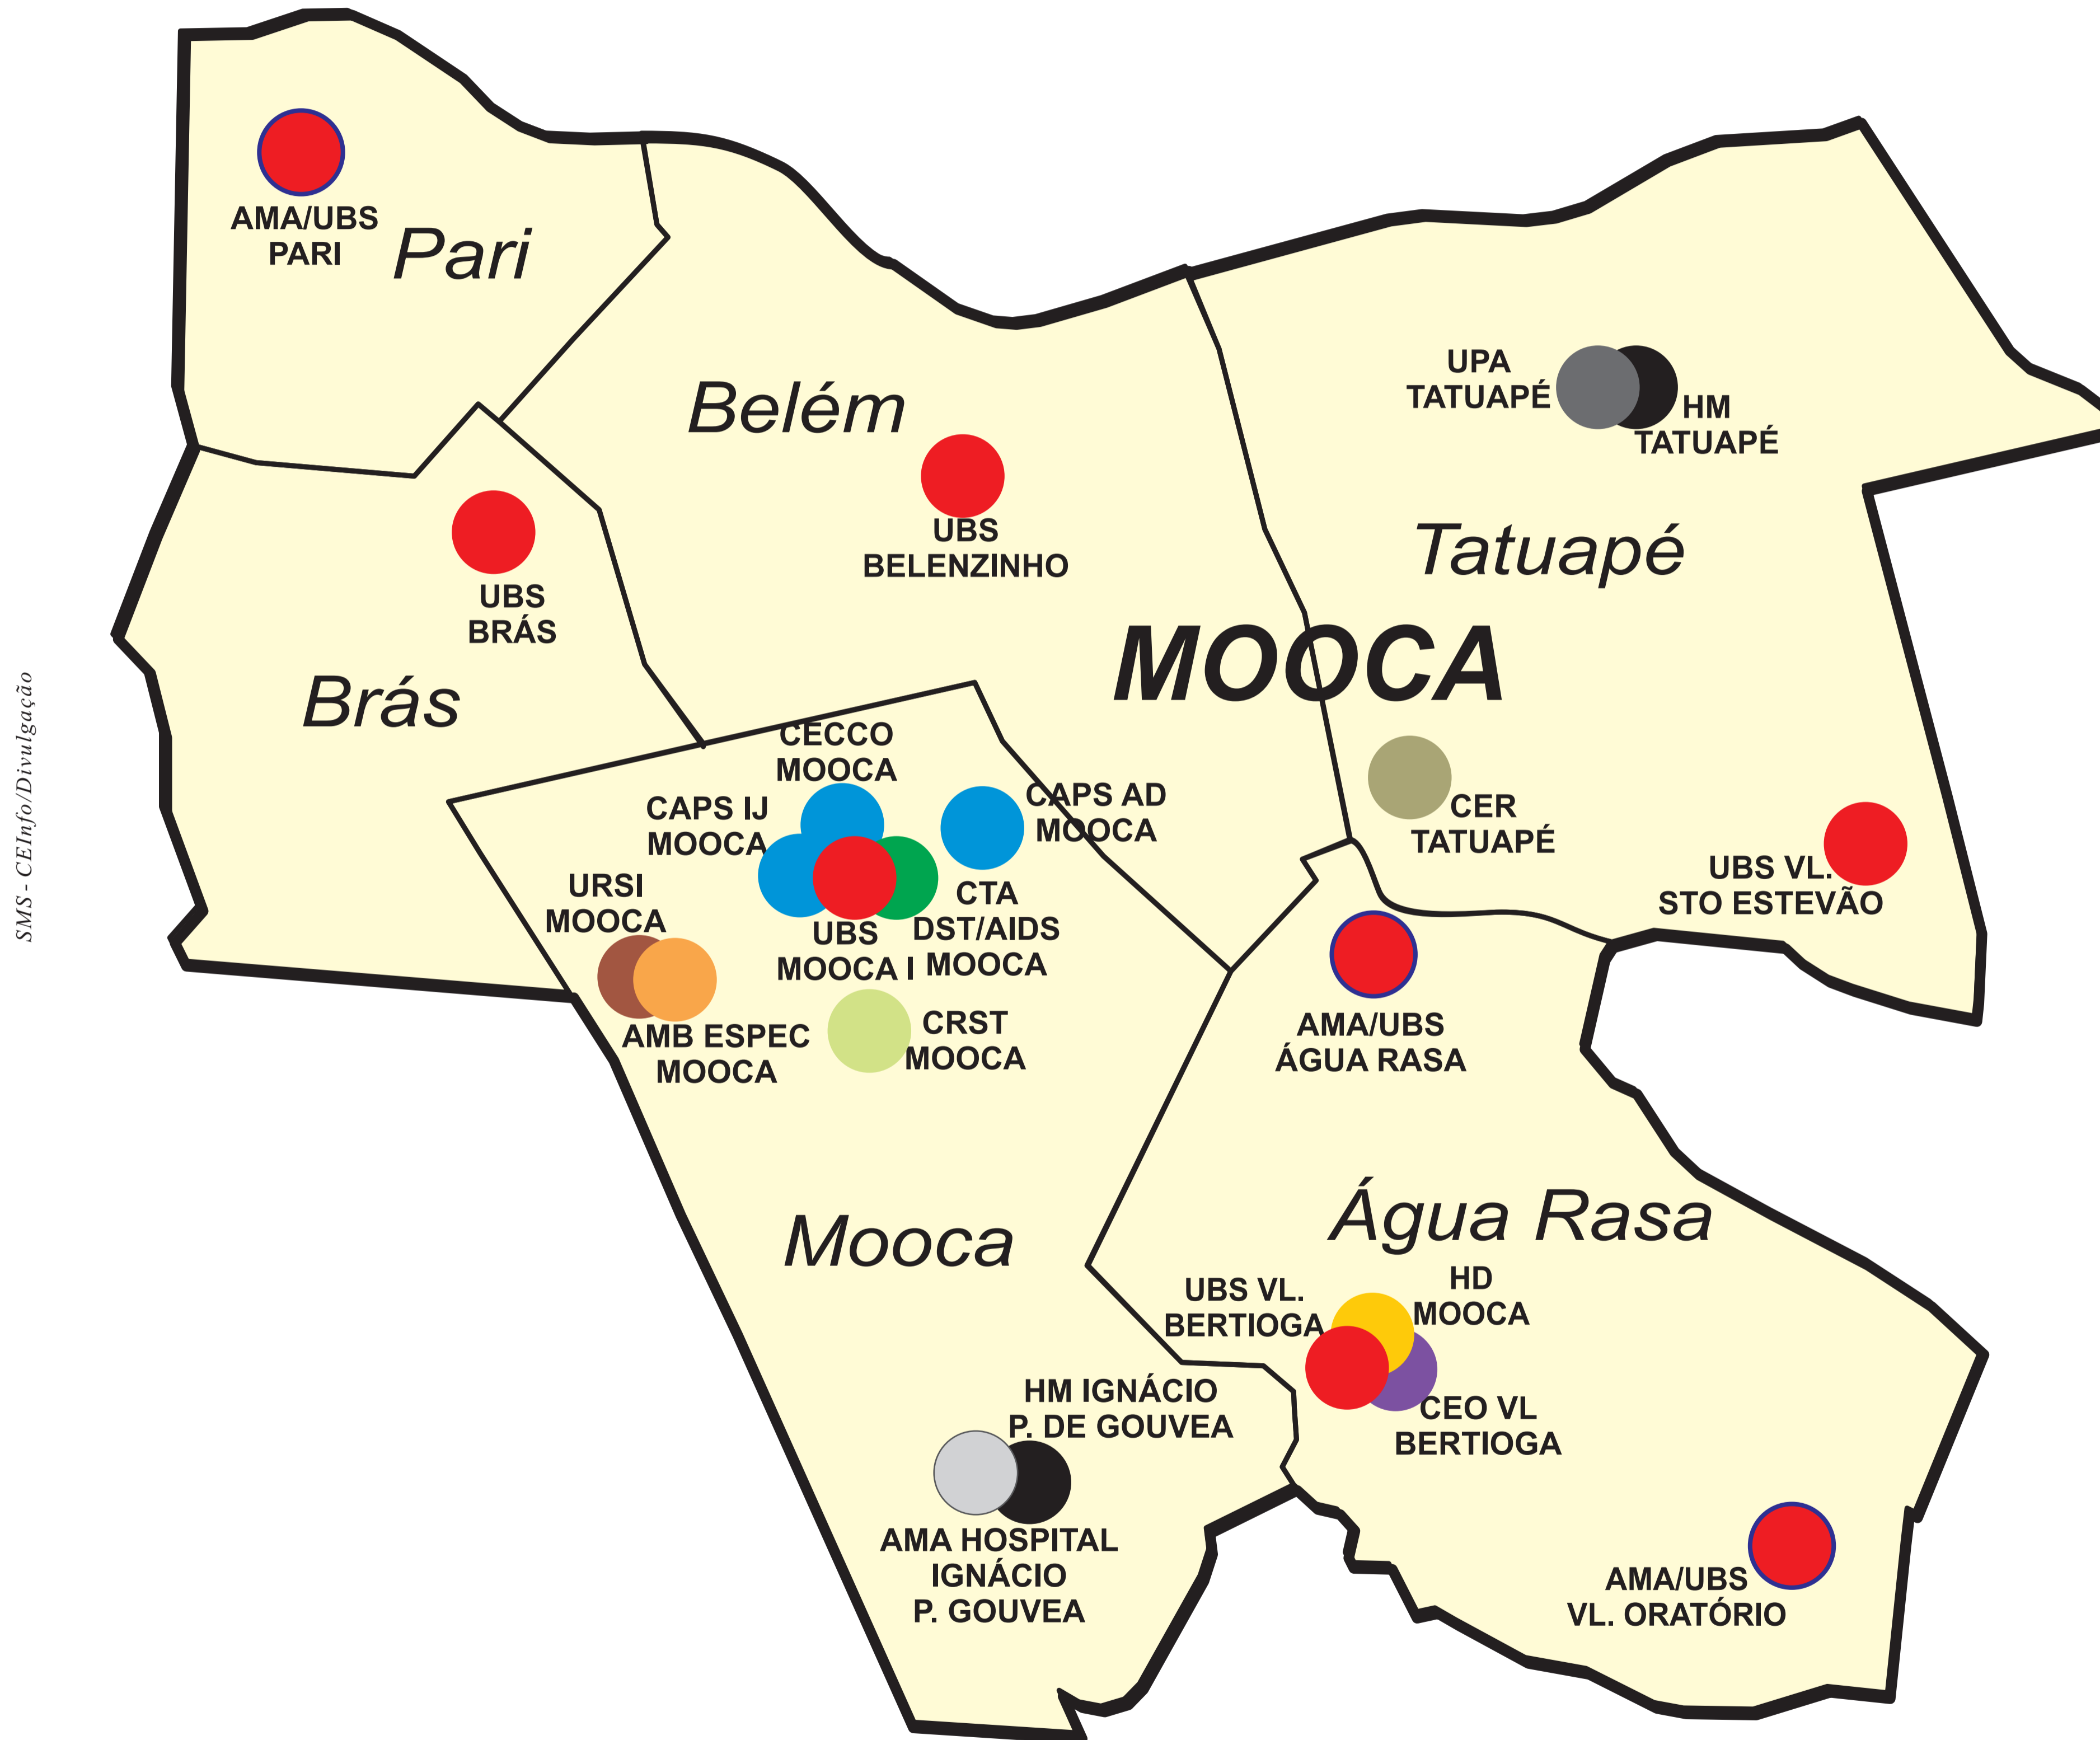 AMA/UBS
PARI
Pari
Belém
UPA
TATUAPÉ
HM
TATUAPÉ
UBS
BELENZINHO
Tatuapé
UBS
BRÁS
Brás
MOOCA
SMS - CEInfo/Divulgação
CECCO
MOOCA
CAPS IJ
MOOCA
CAPS AD
MOOCA
CER
TATUAPÉ
UBS VL.
STO ESTEVÃO
URSI
MOOCA
UBS
MOOCA I
CTA
DST/AIDS
MOOCA
AMB ESPEC
MOOCA
CRST
MOOCA
AMA/UBS
ÁGUA RASA
Mooca
Água Rasa
UBS VL.
BERTIOGA
HD
MOOCA
CEO VL
BERTIOGA
HM IGNÁCIO
P. DE GOUVEA
AMA HOSPITAL
IGNÁCIO
P. GOUVEA
AMA/UBS
VL. ORATÓRIO